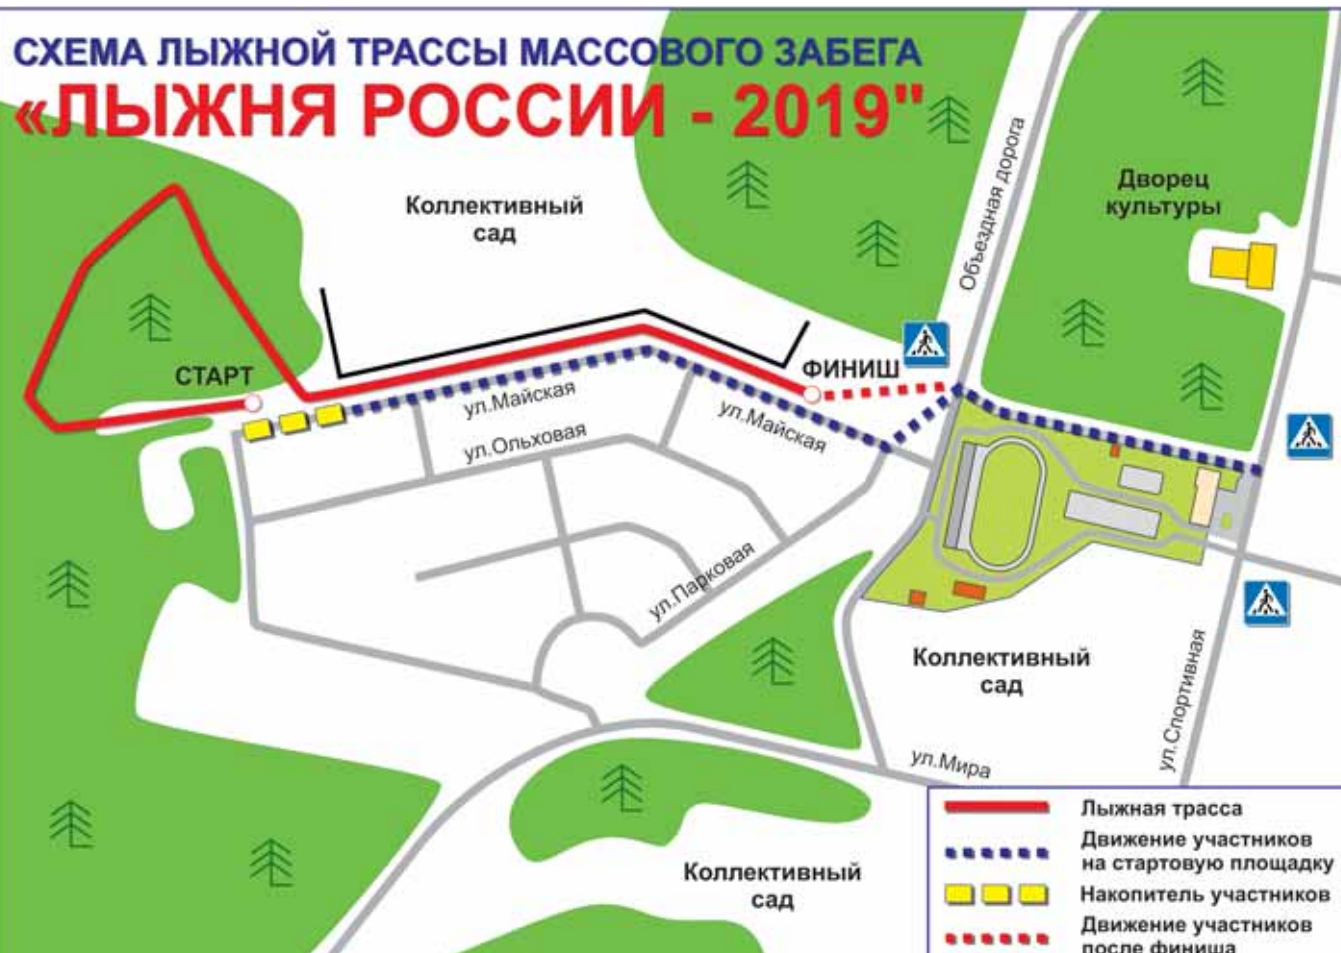 СХЕМА ЛЫЖНОЙ ТРАССЫ МАССОВОГО ЗАБЕГА
«ЛЫЖНЯ РОССИИ - 2019"
Коллективный
сад
Объездная дорога
Дворец
культуры
СТАРТ
ФИНИШ
ул.Майская
ул.Майская
ул.Ольховая
ул.Парковая
Коллективный
сад
ул.Спортивная
ул.Мира
Коллективный
сад
Лыжная трасса
Движение участников
на стартовую площадку
Накопитель участников
Движение участников
после финиша